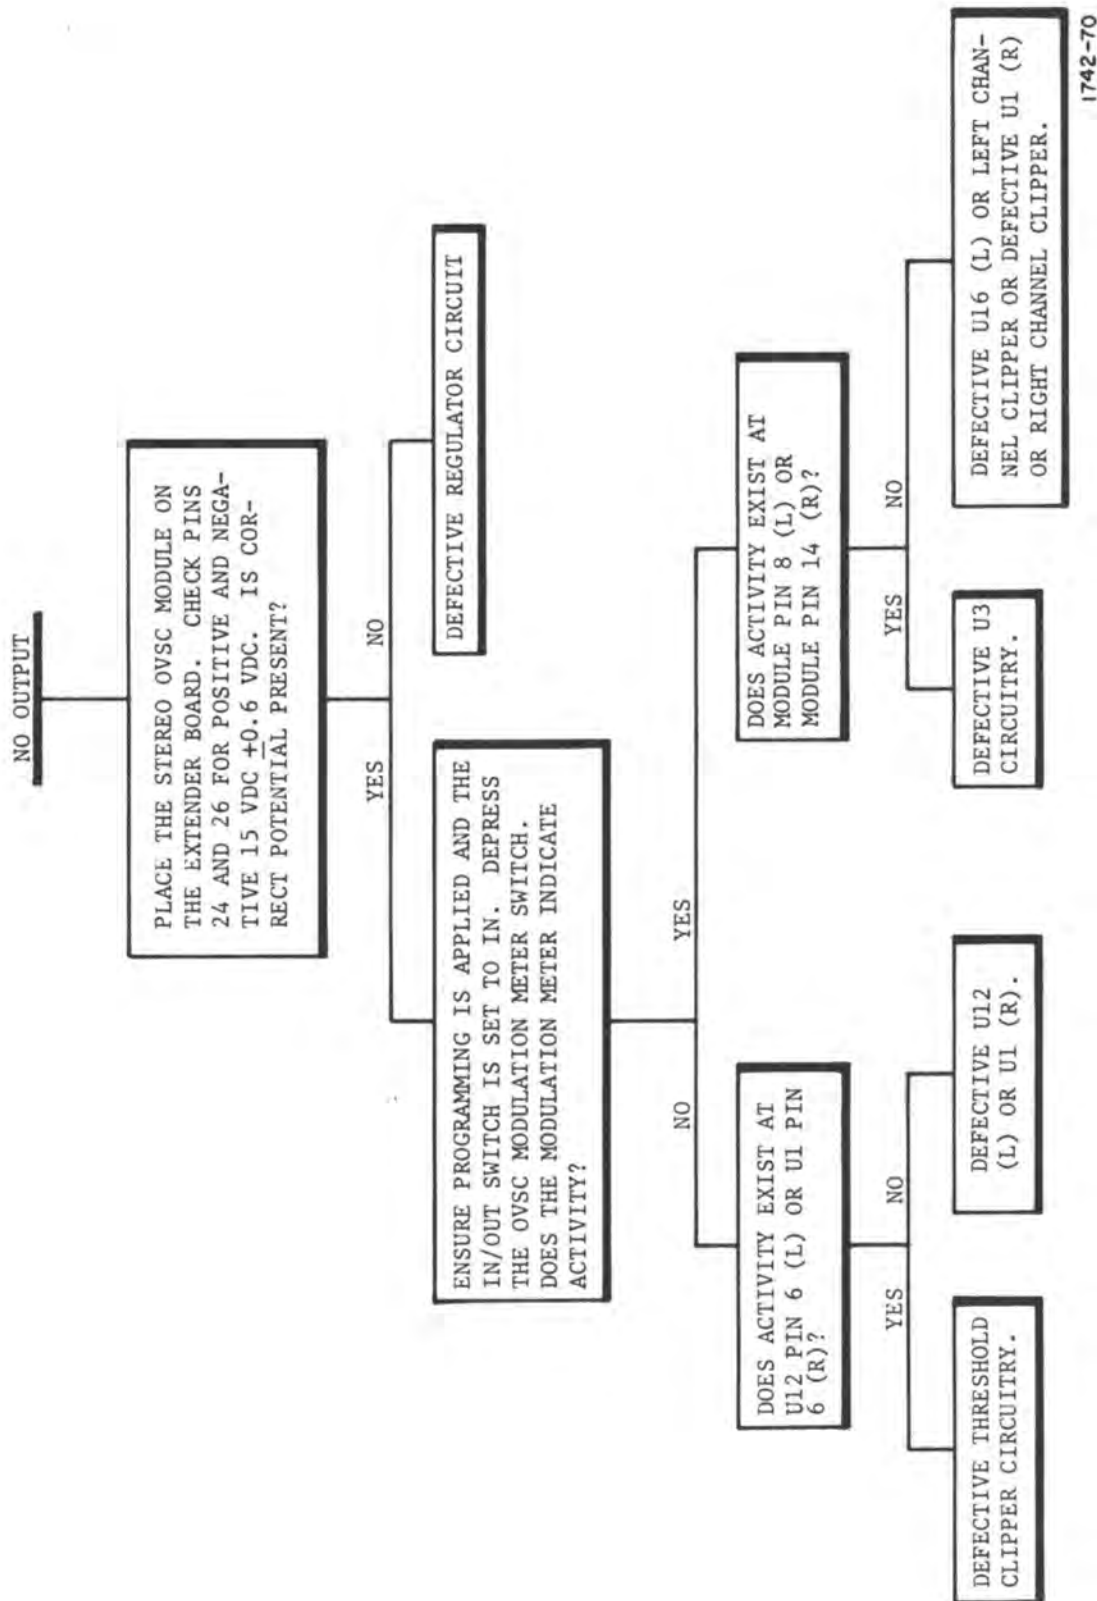 NO OUTPUT
PLACE THE STEREO OVSC MODULE ON
THE EXTENDER BOARD. CHECK PINS
24 AND 26 FOR POSITIVE AND NEGA-
TIVE 15 VDC ±0.6 VDC. IS COR-
RECT POTENTIAL PRESENT?
YES
NO
ENSURE PROGRAMMING IS APPLIED AND THE
IN/OUT SWITCH IS SET TO IN. DEPRESS
THE OVSC MODULATION METER SWITCH.
DOES THE MODULATION METER INDICATE
ACTIVITY?
DEFECTIVE REGULATOR CIRCUIT
NO
YES
DOES ACTIVITY EXIST AT
U12 PIN 6 (L) OR U1 PIN
6 (R)?
DOES ACTIVITY EXIST AT
MODULE PIN 8 (L) OR
MODULE PIN 14 (R)?
YES
NO
YES
NO
DEFECTIVE THRESHOLD
CLIPPER CIRCUITRY.
DEFECTIVE U12
(L) OR U1 (R).
DEFECTIVE U3
CIRCUITRY.
DEFECTIVE U16 (L) OR LEFT CHAN-
NEL CLIPPER OR DEFECTIVE U1 (R)
OR RIGHT CHANNEL CLIPPER.
1742-70